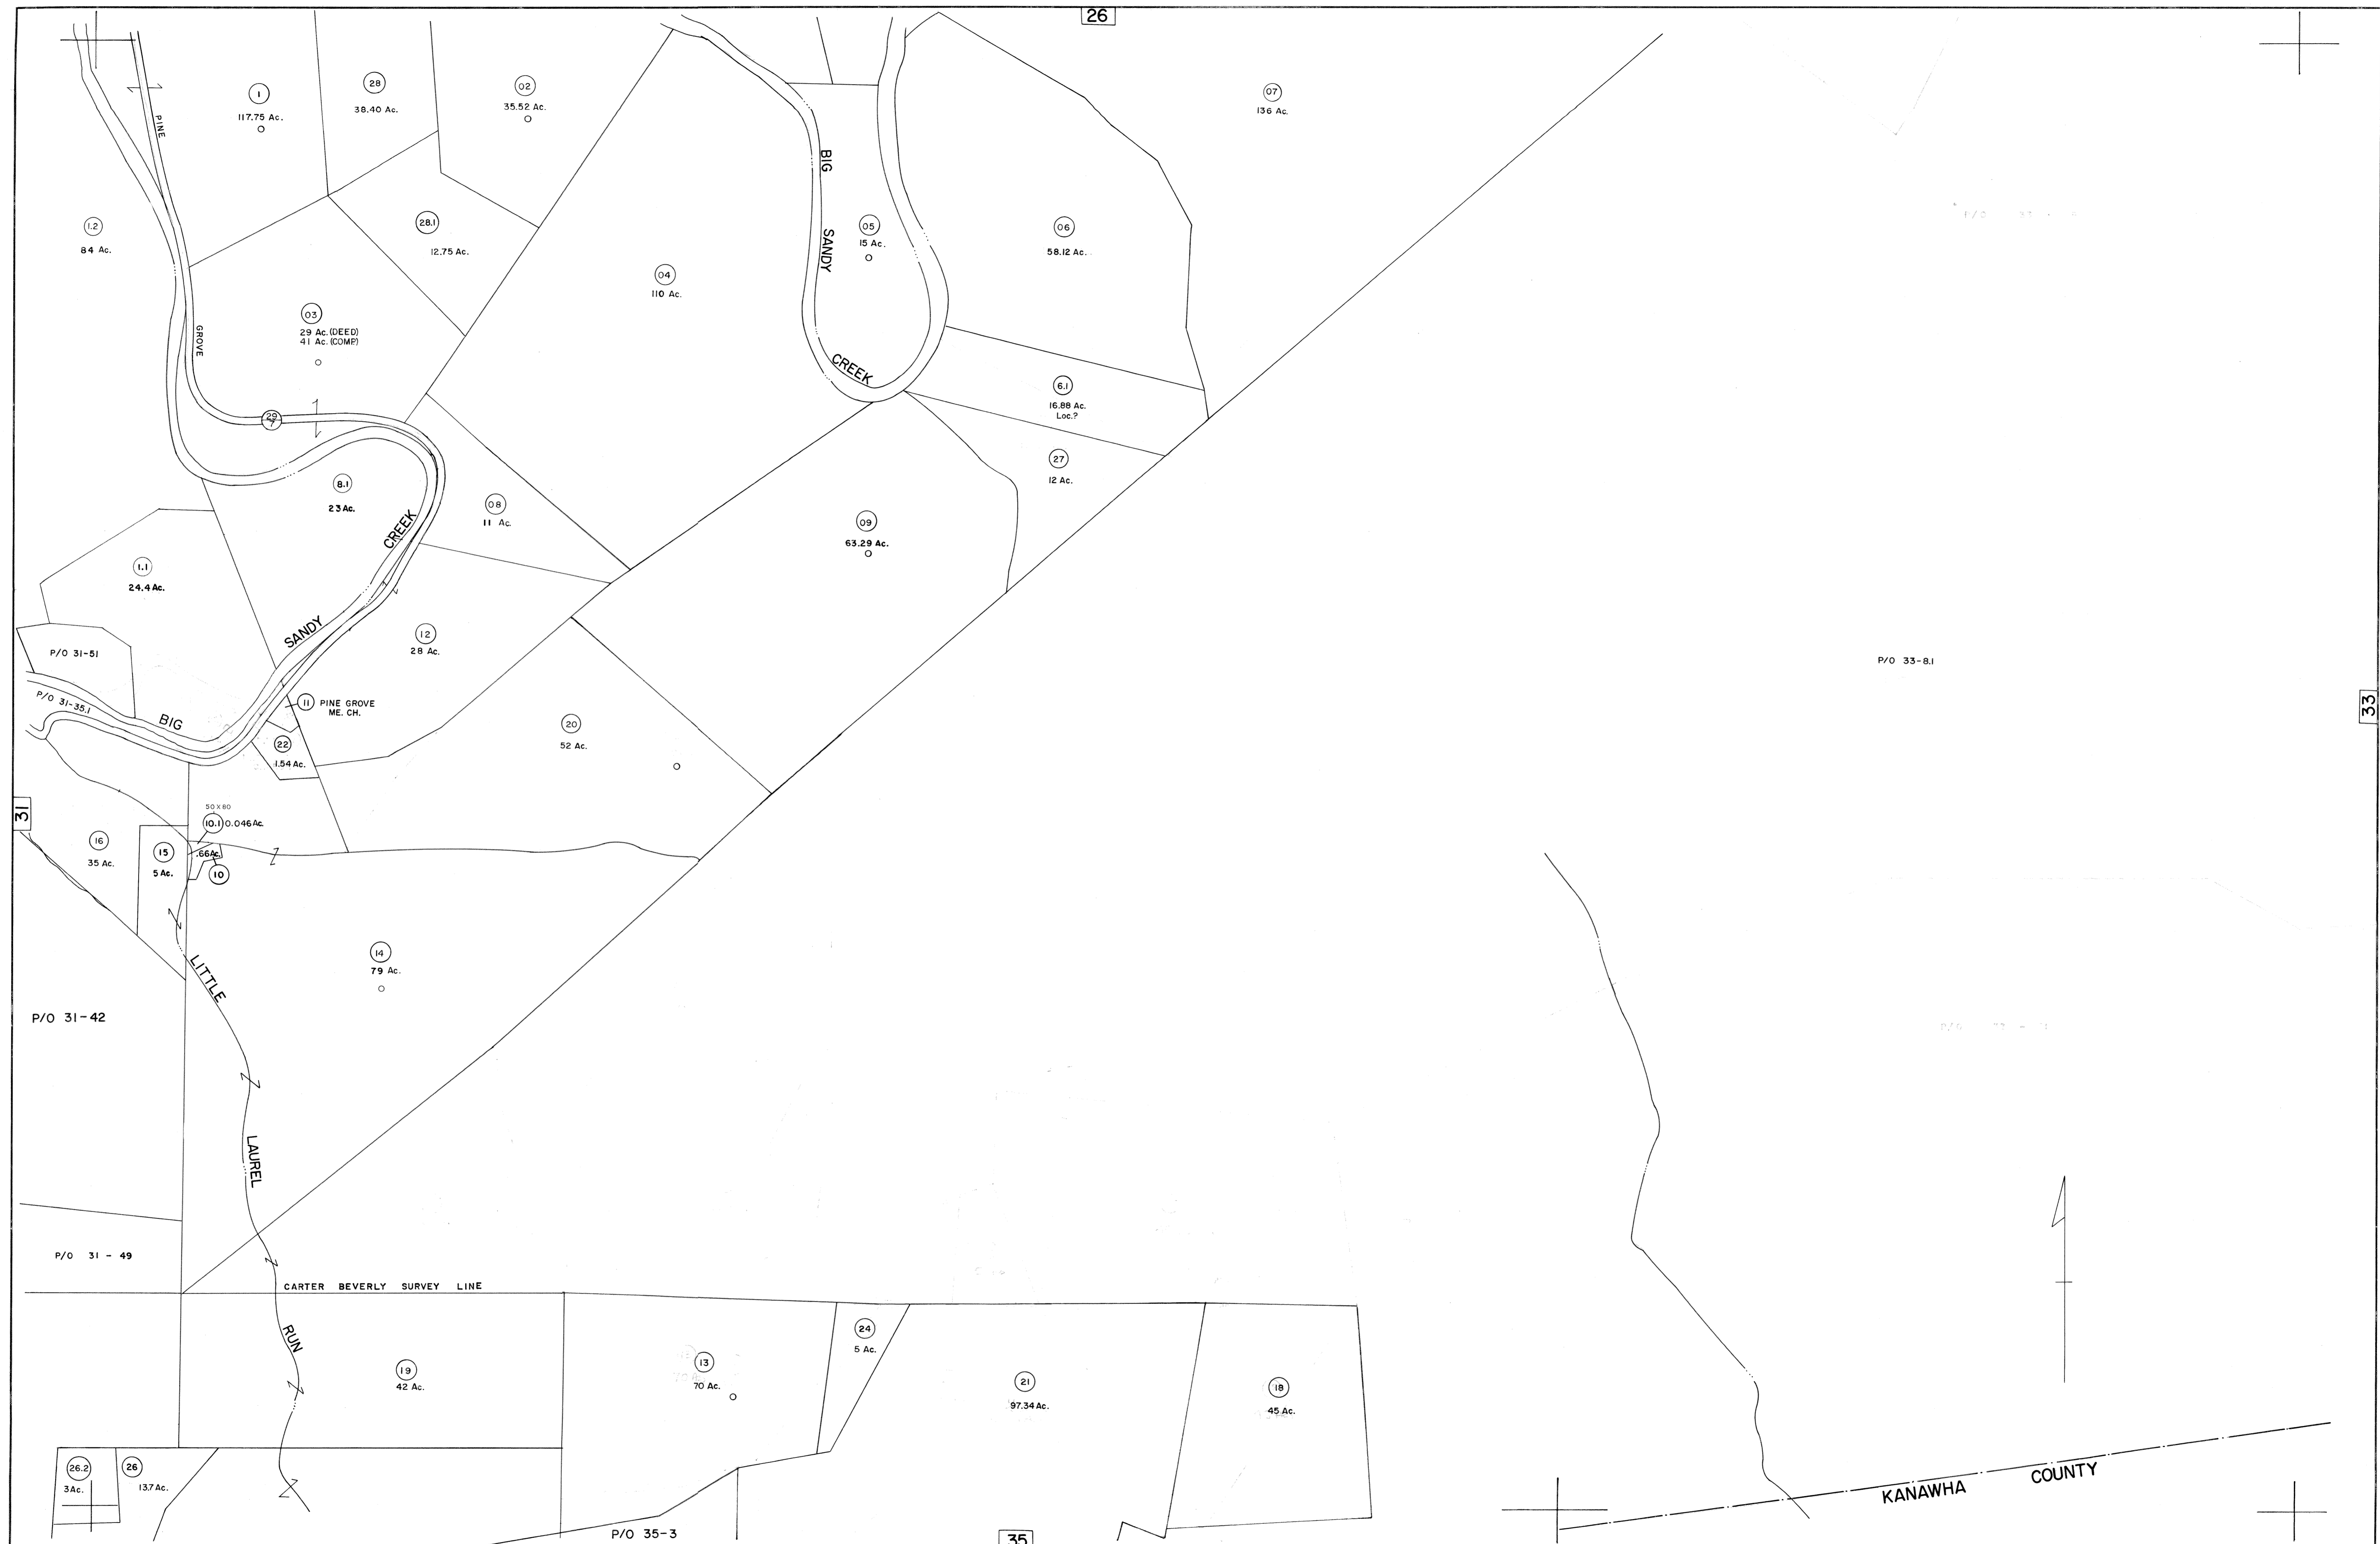 26
1
117.75 Ac.
28
38.40 Ac.
02
35.52 Ac.
07
136 Ac.
PINE
GROVE
BIG
SANDY
CREEK
1.2
84 Ac.
28.1
12.75 Ac.
03
29 Ac. (DEED)
41 Ac. (COMP.)
04
110 Ac.
05
15 Ac.
06
58.12 Ac.
6.1
16.88 Ac.
Loc.?
29
7
27
12 Ac.
8.1
23 Ac.
08
11 Ac.
09
63.29 Ac.
CREEK
SANDY
BIG
1.1
24.4 Ac.
P/O 31-51
P/O 31-35.1
12
28 Ac.
11
PINE GROVE
ME. CH.
22
1.54 Ac.
20
52 Ac.
P/O 33-8.1
33
31
50 X 80
10.1
0.046 Ac.
.66 Ac.
10
16
35 Ac.
15
5 Ac.
14
79 Ac.
LITTLE
LAUREL
RUN
P/O 31-42
P/O 31 - 49
CARTER BEVERLY SURVEY LINE
19
42 Ac.
13
70 Ac.
24
5 Ac.
21
97.34 Ac.
18
45 Ac.
26.2
3 Ac.
26
13.7 Ac.
P/O 35-3
35
KANAWHA COUNTY